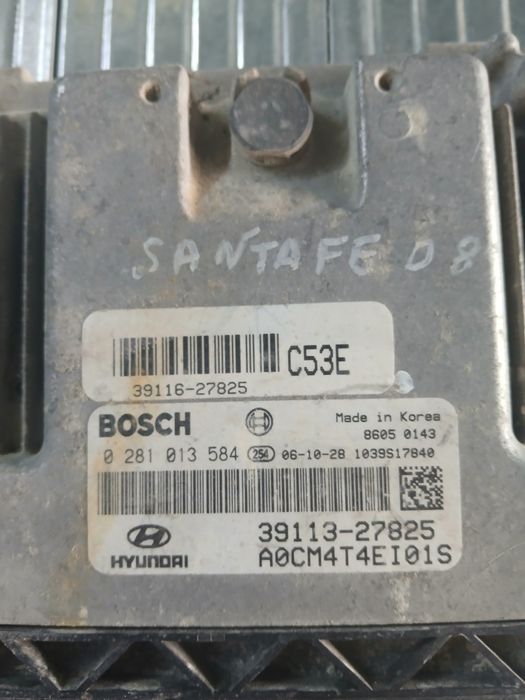 SANTAFE 08
C53E
39116-27825
BOSCH
Made in Korea
8605 0143
0 281 013 584 254 06-10-28 1039S17840
39113-27825
HYUNDAI A0CM4T4EI01S